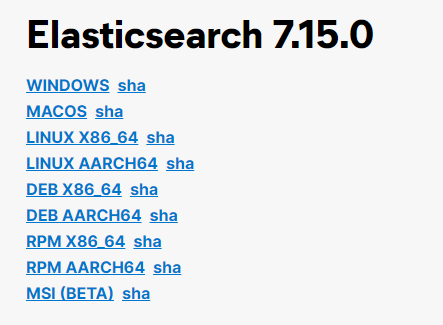 Elasticsearch 7.15.0
WINDOWS sha
MACOS sha
LINUX X86_64 sha
LINUX AARCH64 sha
DEB X86_64 sha
DEB AARCH64 sha
RPM X86_64 sha
RPM AARCH64 sha
MSI (BETA) sha